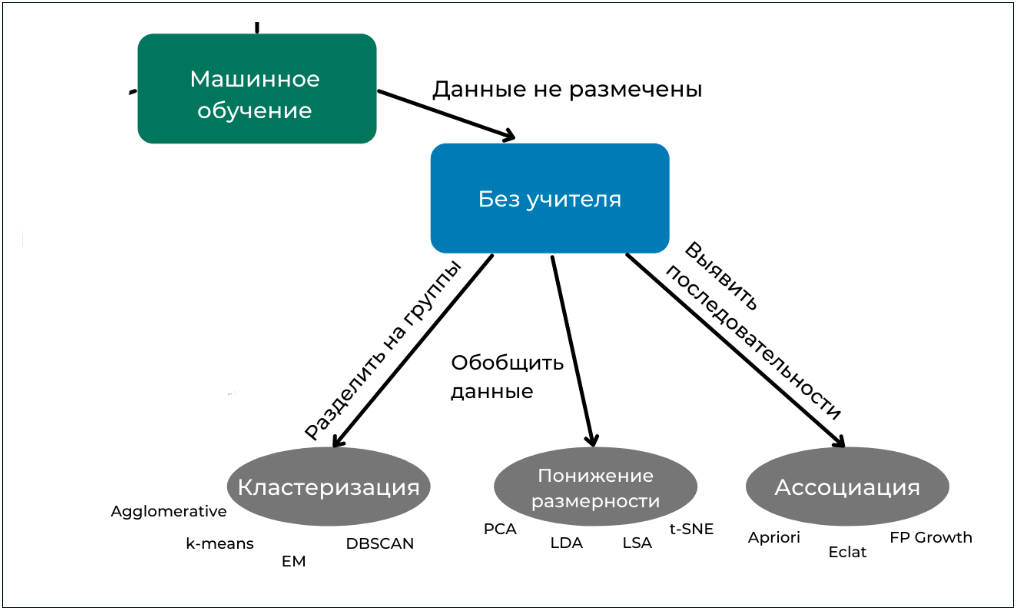 Машинное
обучение
Данные не размечены
Без учителя
Разделить на группы
Обобщить
данные
Выявить
последовательности
Кластеризация
Понижение
размерности
Ассоциация
Agglomerative
k-means
EM
DBSCAN
PCA
LDA
LSA
t-SNE
Apriori
Eclat
FP Growth